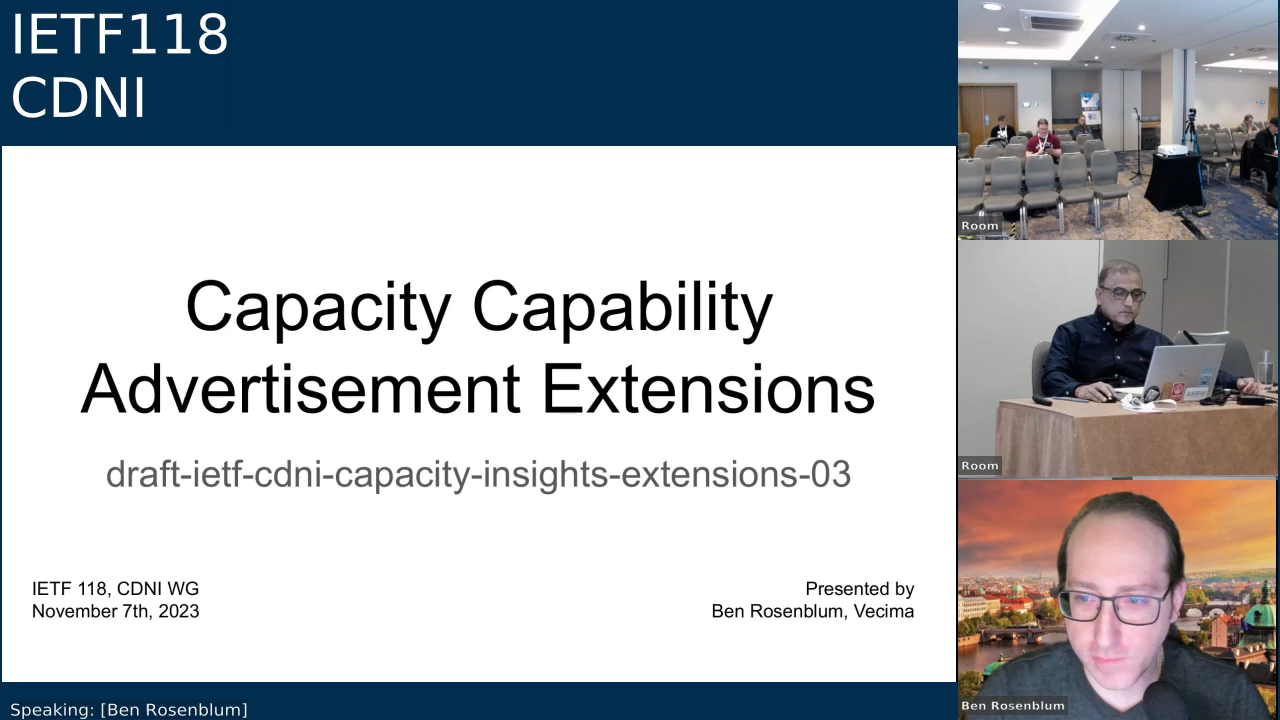 IETF118
CDNI
Capacity Capability
Advertisement Extensions
draft-ietf-cdni-capacity-insights-extensions-03
IETF 118, CDNI WG
November 7th, 2023
Presented by
Ben Rosenblum, Vecima
Speaking: [Ben Rosenblum]
Room
Room
Ben Rosenblum